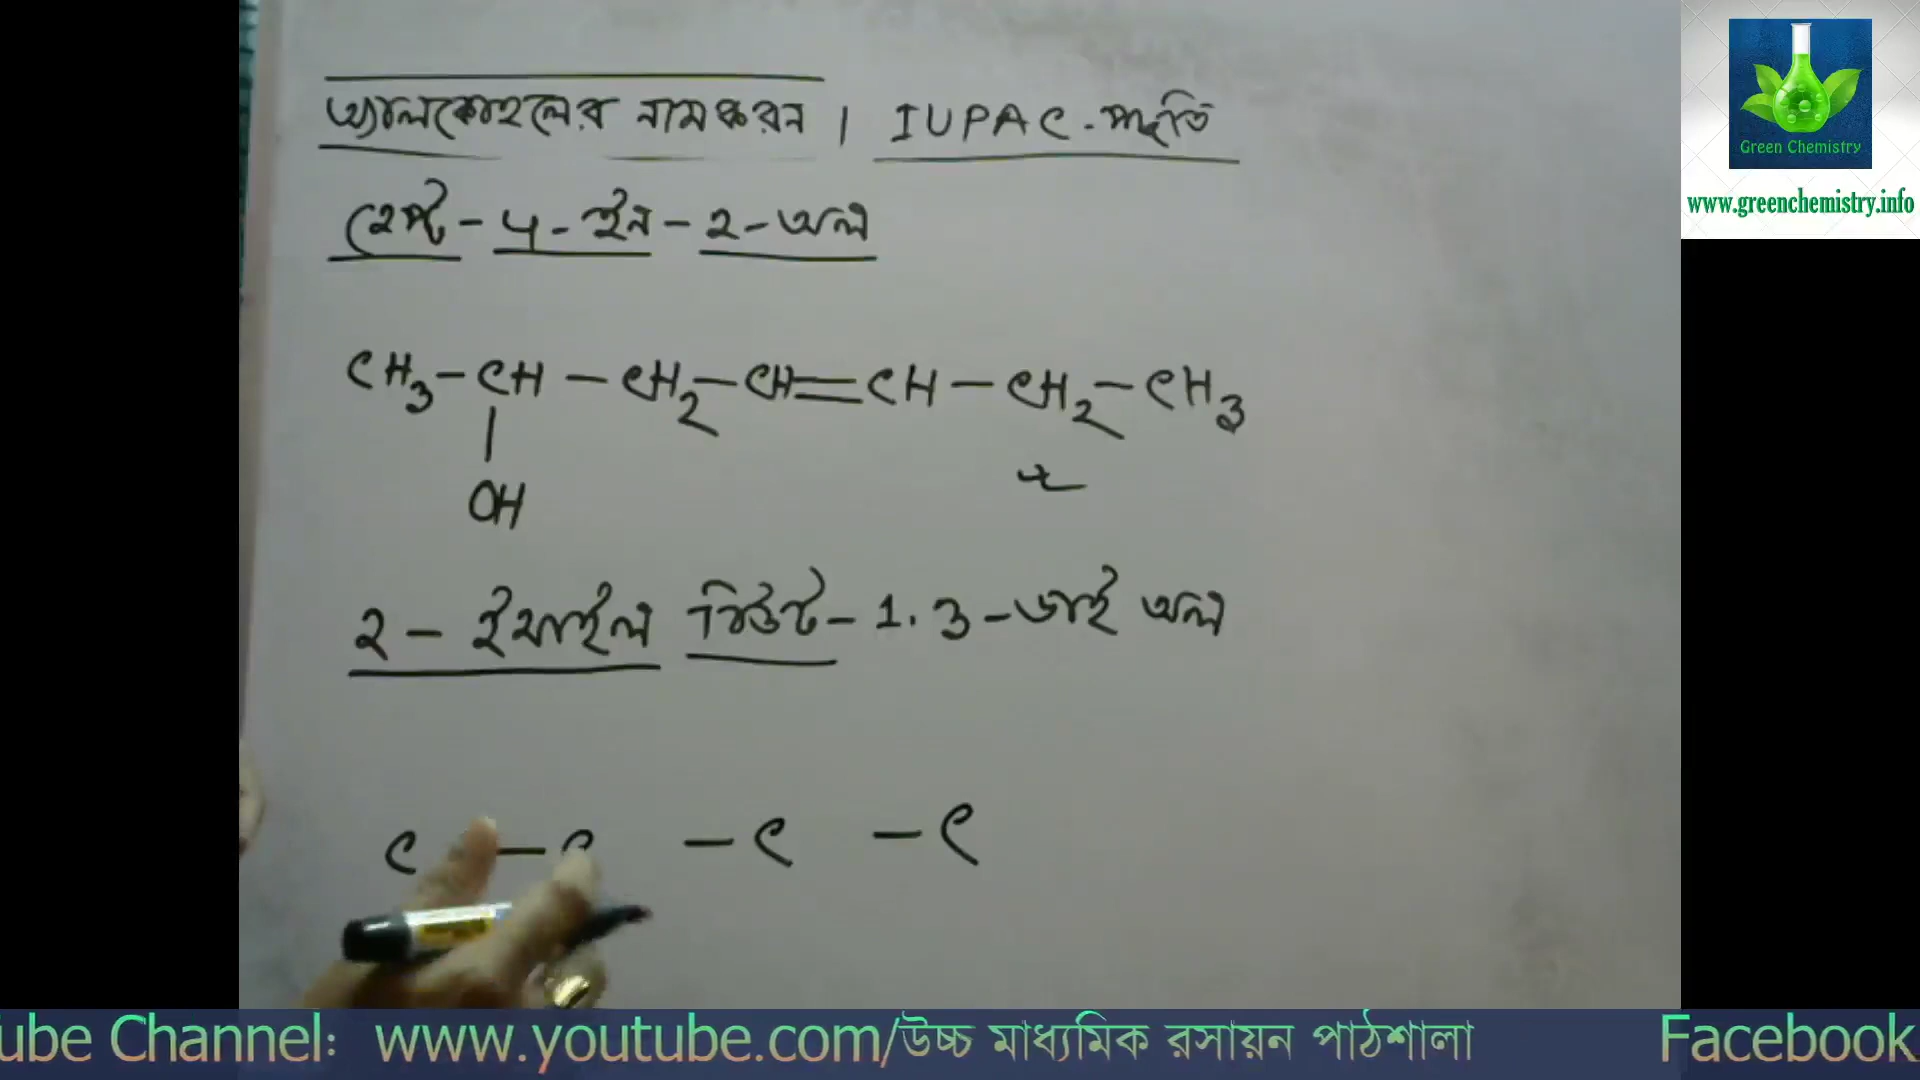 অ্যালকোহলের নামকরন । IUPAC-পদ্ধতি
হেপ্ট-4-ইন-2-অল
CH3-CH-CH2-CH=CH-CH2-CH3
OH
2-ইথাইল বিউট-1.3-ডাই অল
C-C-C-C
Green Chemistry
www.greenchemistry.info
ube Channel: www.youtube.com/উচ্চ মাধ্যমিক রসায়ন পাঠশালা Facebook